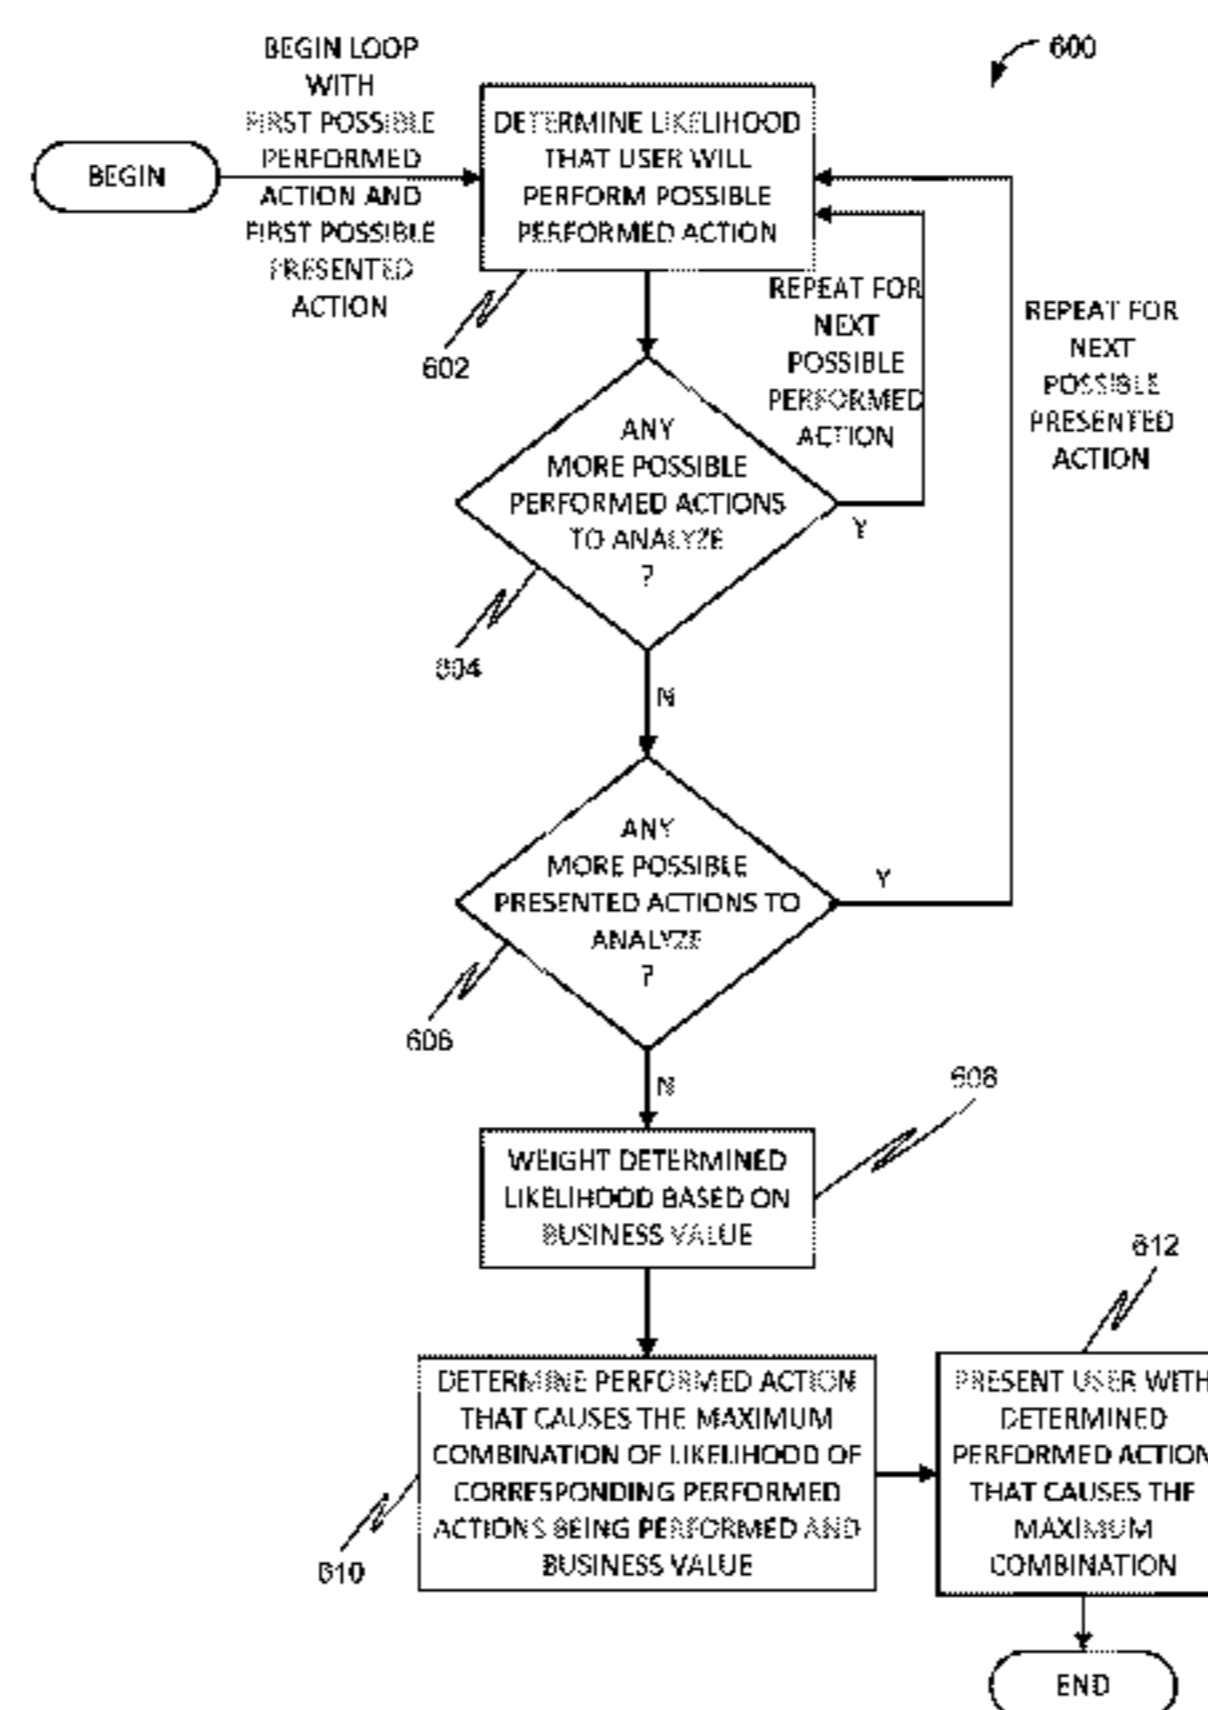 600
BEGIN LOOP
WITH
FIRST POSSIBLE
PERFORMED
ACTION AND
FIRST POSSIBLE
PRESENTED
ACTION
BEGIN
DETERMINE LIKELIHOOD
THAT USER WILL
PERFORM POSSIBLE
PERFORMED ACTION
602
REPEAT FOR
NEXT
POSSIBLE
PERFORMED
ACTION
REPEAT FOR
NEXT
POSSIBLE
PRESENTED
ACTION
ANY
MORE POSSIBLE
PERFORMED ACTIONS
TO ANALYZE
?
Y
604
N
ANY
MORE POSSIBLE
PRESENTED ACTIONS TO
ANALYZE
?
Y
606
N
608
WEIGHT DETERMINED
LIKELIHOOD BASED ON
BUSINESS VALUE
612
DETERMINE PERFORMED ACTION
THAT CAUSES THE MAXIMUM
COMBINATION OF LIKELIHOOD OF
CORRESPONDING PERFORMED
ACTIONS BEING PERFORMED AND
BUSINESS VALUE
610
PRESENT USER WITH
DETERMINED
PERFORMED ACTION
THAT CAUSES THE
MAXIMUM
COMBINATION
END